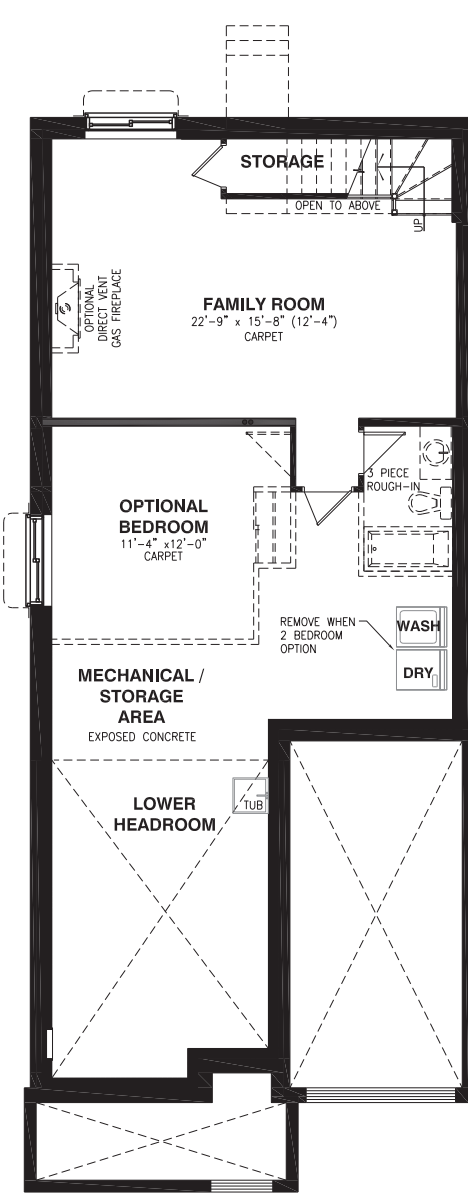 STORAGE
OPEN TO ABOVE
UP
OPTIONAL
DIRECT VENT
GAS FIREPLACE
FAMILY ROOM
22'-9" x 15'-8" (12'-4")
CARPET
3 PIECE
ROUGH-IN
OPTIONAL
BEDROOM
11'-4" x12'-0"
CARPET
REMOVE WHEN
2 BEDROOM
OPTION
WASH
DRY
MECHANICAL /
STORAGE
AREA
EXPOSED CONCRETE
LOWER
HEADROOM
TUB